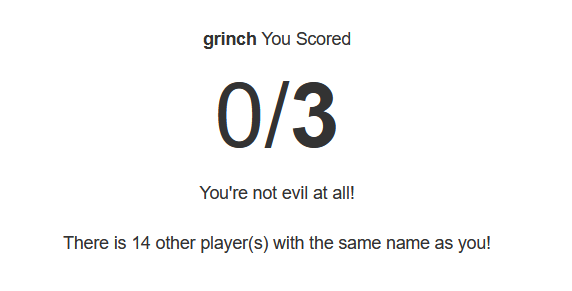 grinch You Scored
0/3
You're not evil at all!
There is 14 other player(s) with the same name as you!